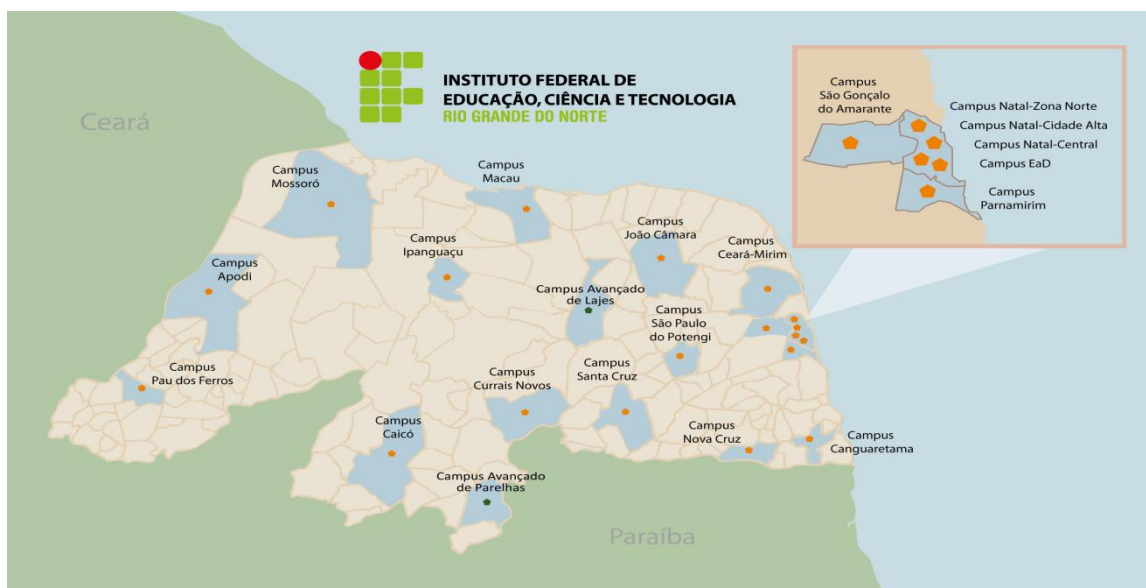 Ceará
INSTITUTO FEDERAL DE
EDUCAÇÃO, CIÊNCIA E TECNOLOGIA
RIO GRANDE DO NORTE
Campus
São Gonçalo
do Amarante
Campus Natal-Zona Norte
Campus Natal-Cidade Alta
Campus Natal-Central
Campus EaD
Campus
Parnamirim
Campus
Mossoró
Campus
Macau
Campus
Ipanguaçu
Campus
João Câmara
Campus
Ceará-Mirim
Campus
Apodi
Campus Avançado
de Lajes
Campus
São Paulo
do Potengi
Campus
Pau dos Ferros
Campus
Currais Novos
Campus
Santa Cruz
Campus
Caicó
Campus
Nova Cruz
Campus
Canguaretama
Campus Avançado
de Parelhas
Paraíba